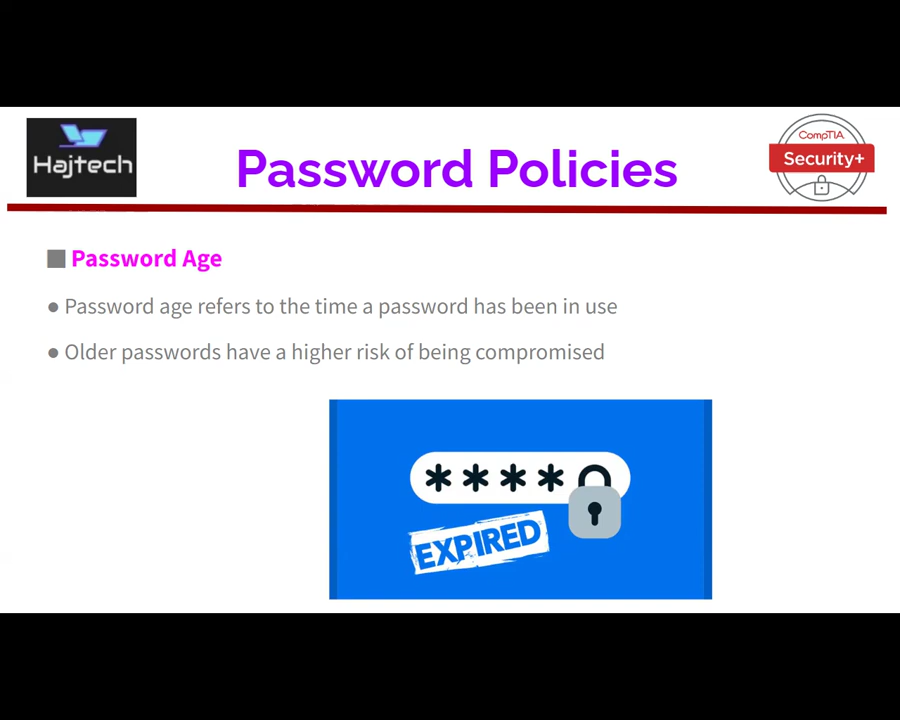 Hajtech
Password Policies
CompTIA
Security+
Password Age
● Password age refers to the time a password has been in use
● Older passwords have a higher risk of being compromised
****
EXPIRED